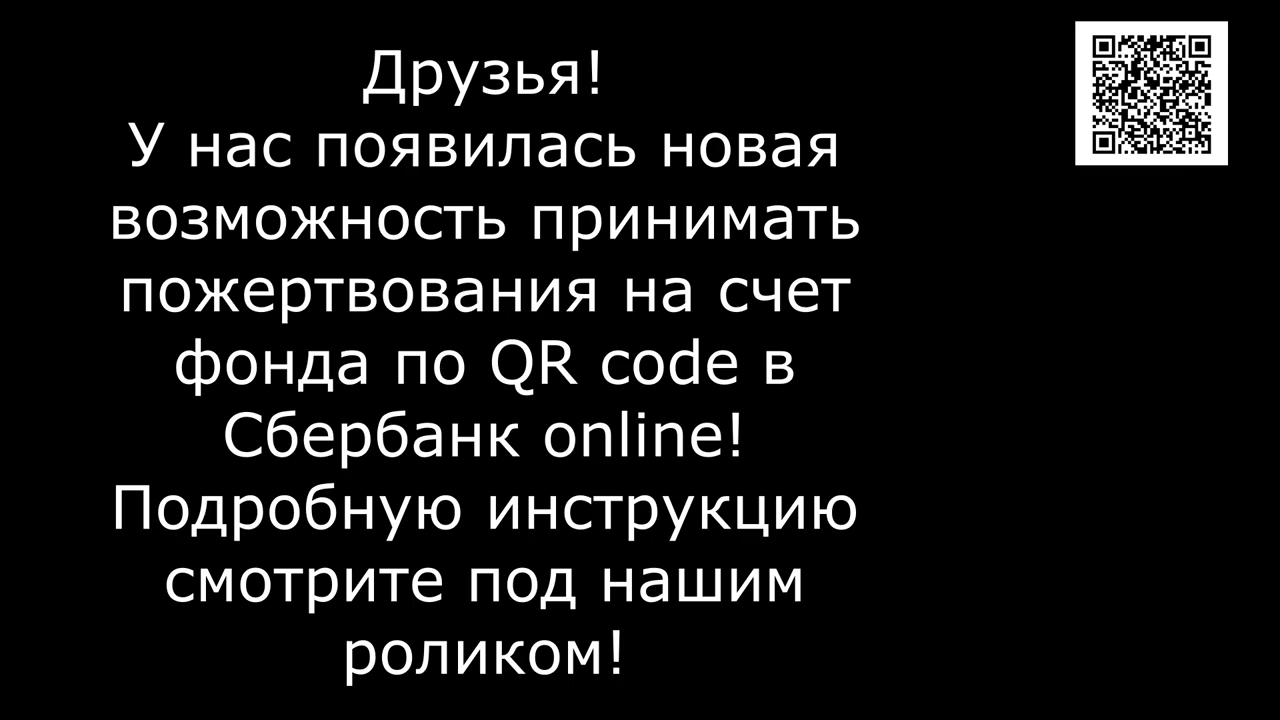 Друзья!
У нас появилась новая
возможность принимать
пожертвования на счет
фонда по QR code в
Сбербанк online!
Подробную инструкцию
смотрите под нашим
роликом!